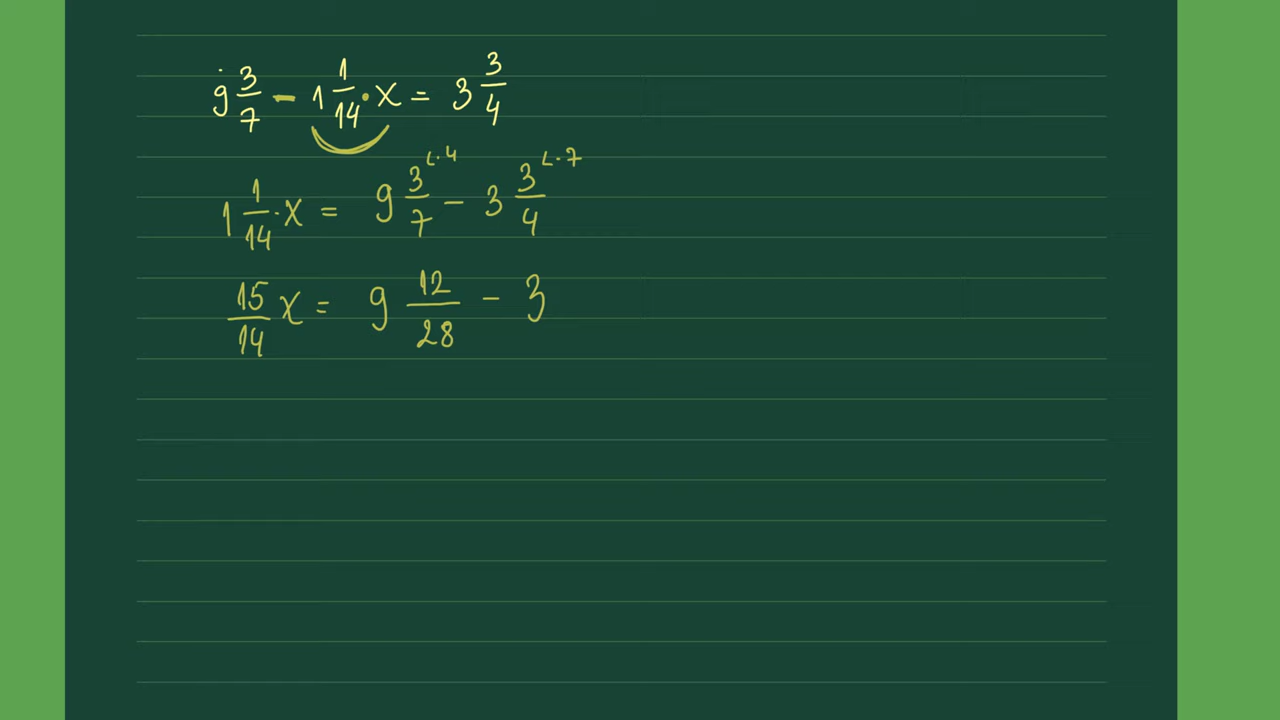 9 3/7 - 1 1/14 · x = 3 3/4
1 1/14 · x = 9 3/7 ∟·4 - 3 3/4 ∟·7
15/14 x = 9 12/28 - 3